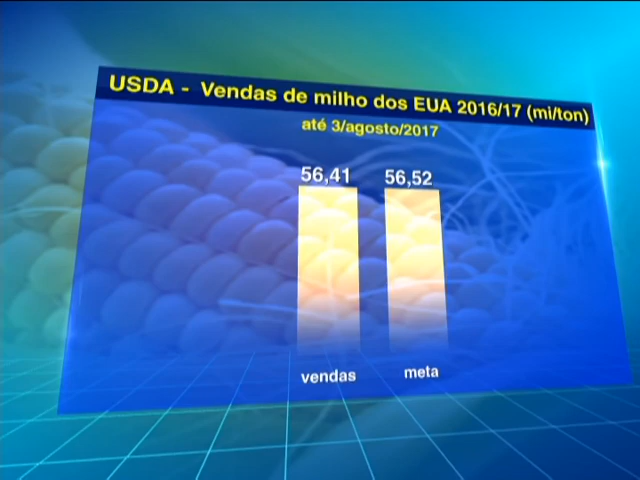 USDA - Vendas de milho dos EUA 2016/17 (mi/ton)
até 3/agosto/2017
56,41 56,52
vendas meta